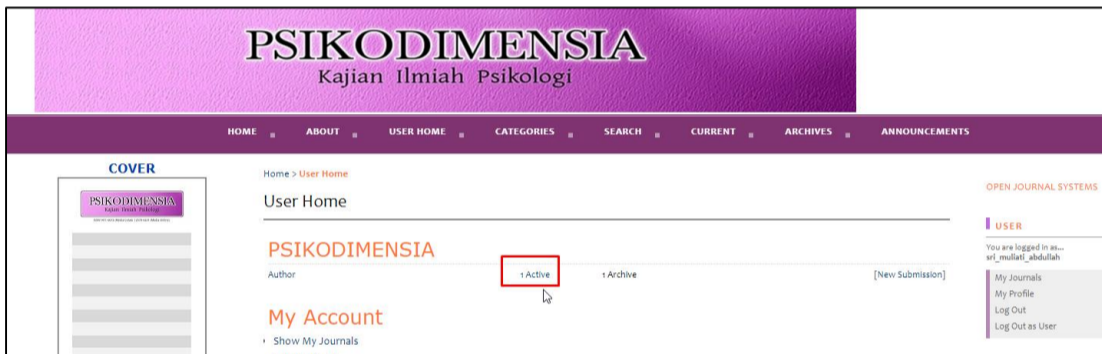 PSIKODIMENSIA
Kajian Ilmiah Psikologi
HOME ABOUT USER HOME CATEGORIES SEARCH CURRENT ARCHIVES ANNOUNCEMENTS
COVER
PSIKODIMENSIA
Kajian Ilmiah Psikologi
Home > User Home
User Home
PSIKODIMENSIA
Author 1 Active 1 Archive [New Submission]
My Account
Show My Journals
OPEN JOURNAL SYSTEMS
USER
You are logged in as...
sri_muliati_abdullah
My Journals
My Profile
Log Out
Log Out as User